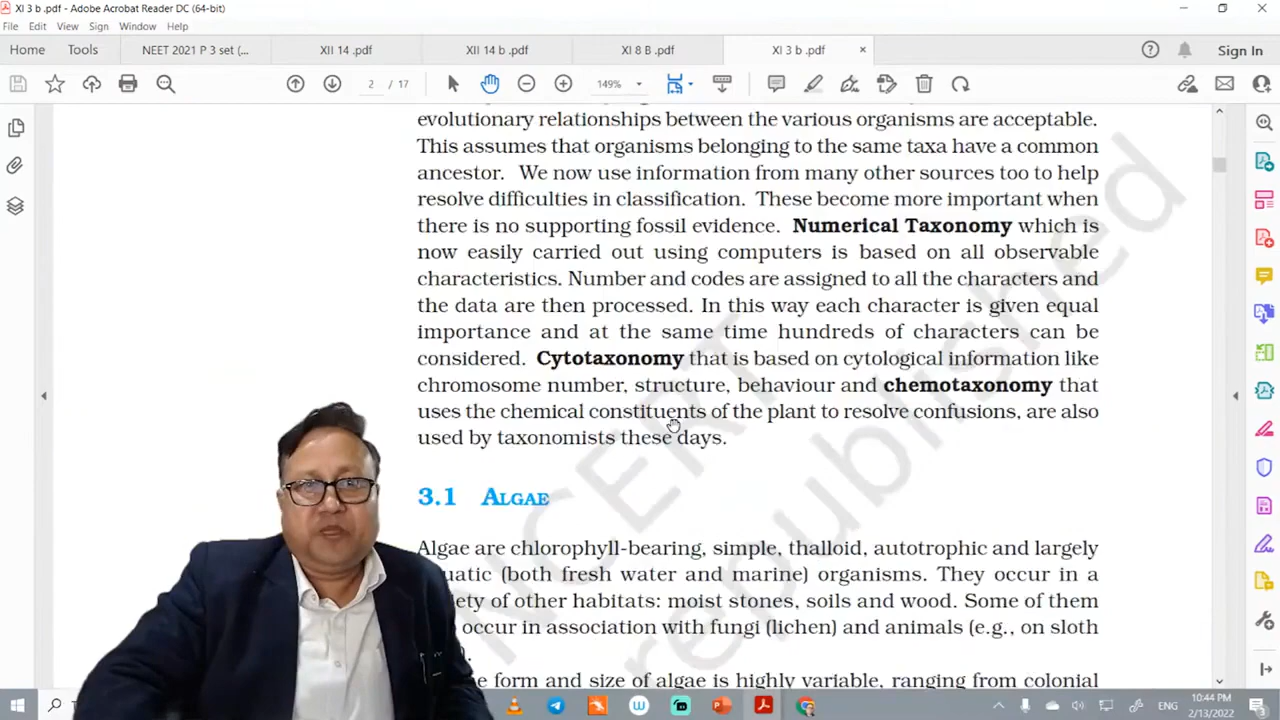 XI 3 b .pdf - Adobe Acrobat Reader DC (64-bit)
File Edit View Sign Window Help
Home Tools NEET 2021 P 3 set (... XII 14 .pdf XII 14 b .pdf XI 8 B .pdf XI 3 b .pdf × Sign In
2 / 17 149%
evolutionary relationships between the various organisms are acceptable.
This assumes that organisms belonging to the same taxa have a common
ancestor. We now use information from many other sources too to help
resolve difficulties in classification. These become more important when
there is no supporting fossil evidence. Numerical Taxonomy which is
now easily carried out using computers is based on all observable
characteristics. Number and codes are assigned to all the characters and
the data are then processed. In this way each character is given equal
importance and at the same time hundreds of characters can be
considered. Cytotaxonomy that is based on cytological information like
chromosome number, structure, behaviour and chemotaxonomy that
uses the chemical constituents of the plant to resolve confusions, are also
used by taxonomists these days.
3.1 ALGAE
Algae are chlorophyll-bearing, simple, thalloid, autotrophic and largely
(both fresh water and marine) organisms. They occur in a
of other habitats: moist stones, soils and wood. Some of them
occur in association with fungi (lichen) and animals (e.g., on sloth
form and size of algae is highly variable, ranging from colonial
NCERT
republished
ENG
10:44 PM
2/13/2022